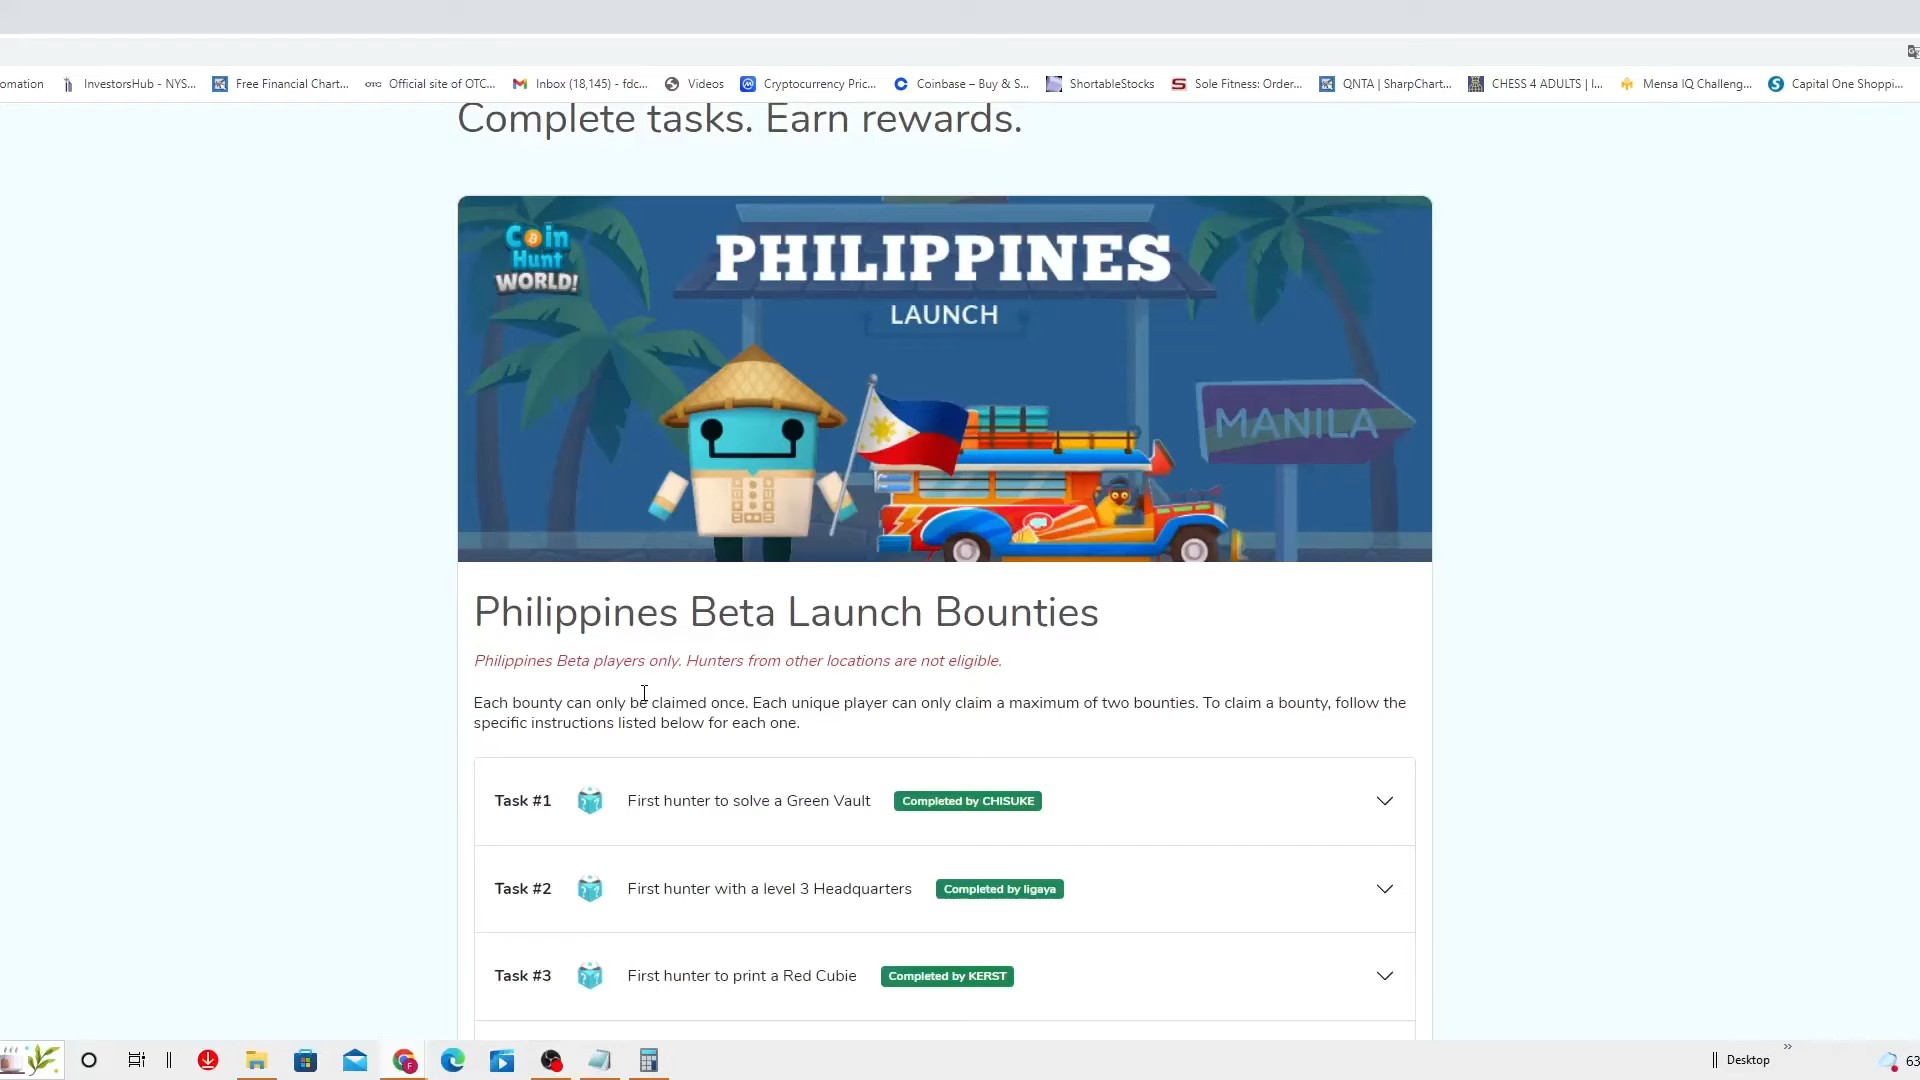 omation InvestorsHub - NYS... Free Financial Chart... OTC Official site of OTC... Inbox (18,145) - fdc... Videos Cryptocurrency Pric... Coinbase – Buy & S... ShortableStocks Sole Fitness: Order... QNTA | SharpChart... CHESS 4 ADULTS | I... Mensa IQ Challeng... Capital One Shoppi...
Complete tasks. Earn rewards.
Coin
Hunt
WORLD!
PHILIPPINES
LAUNCH
MANILA
Philippines Beta Launch Bounties
Philippines Beta players only. Hunters from other locations are not eligible.
Each bounty can only be claimed once. Each unique player can only claim a maximum of two bounties. To claim a bounty, follow the
specific instructions listed below for each one.
Task #1 First hunter to solve a Green Vault Completed by CHISUKE
Task #2 First hunter with a level 3 Headquarters Completed by ligaya
Task #3 First hunter to print a Red Cubie Completed by KERST
Desktop » 63